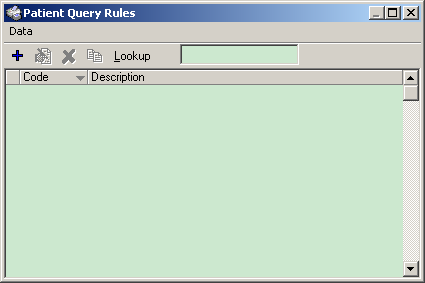 Patient Query Rules
Data
Lookup
Code Description